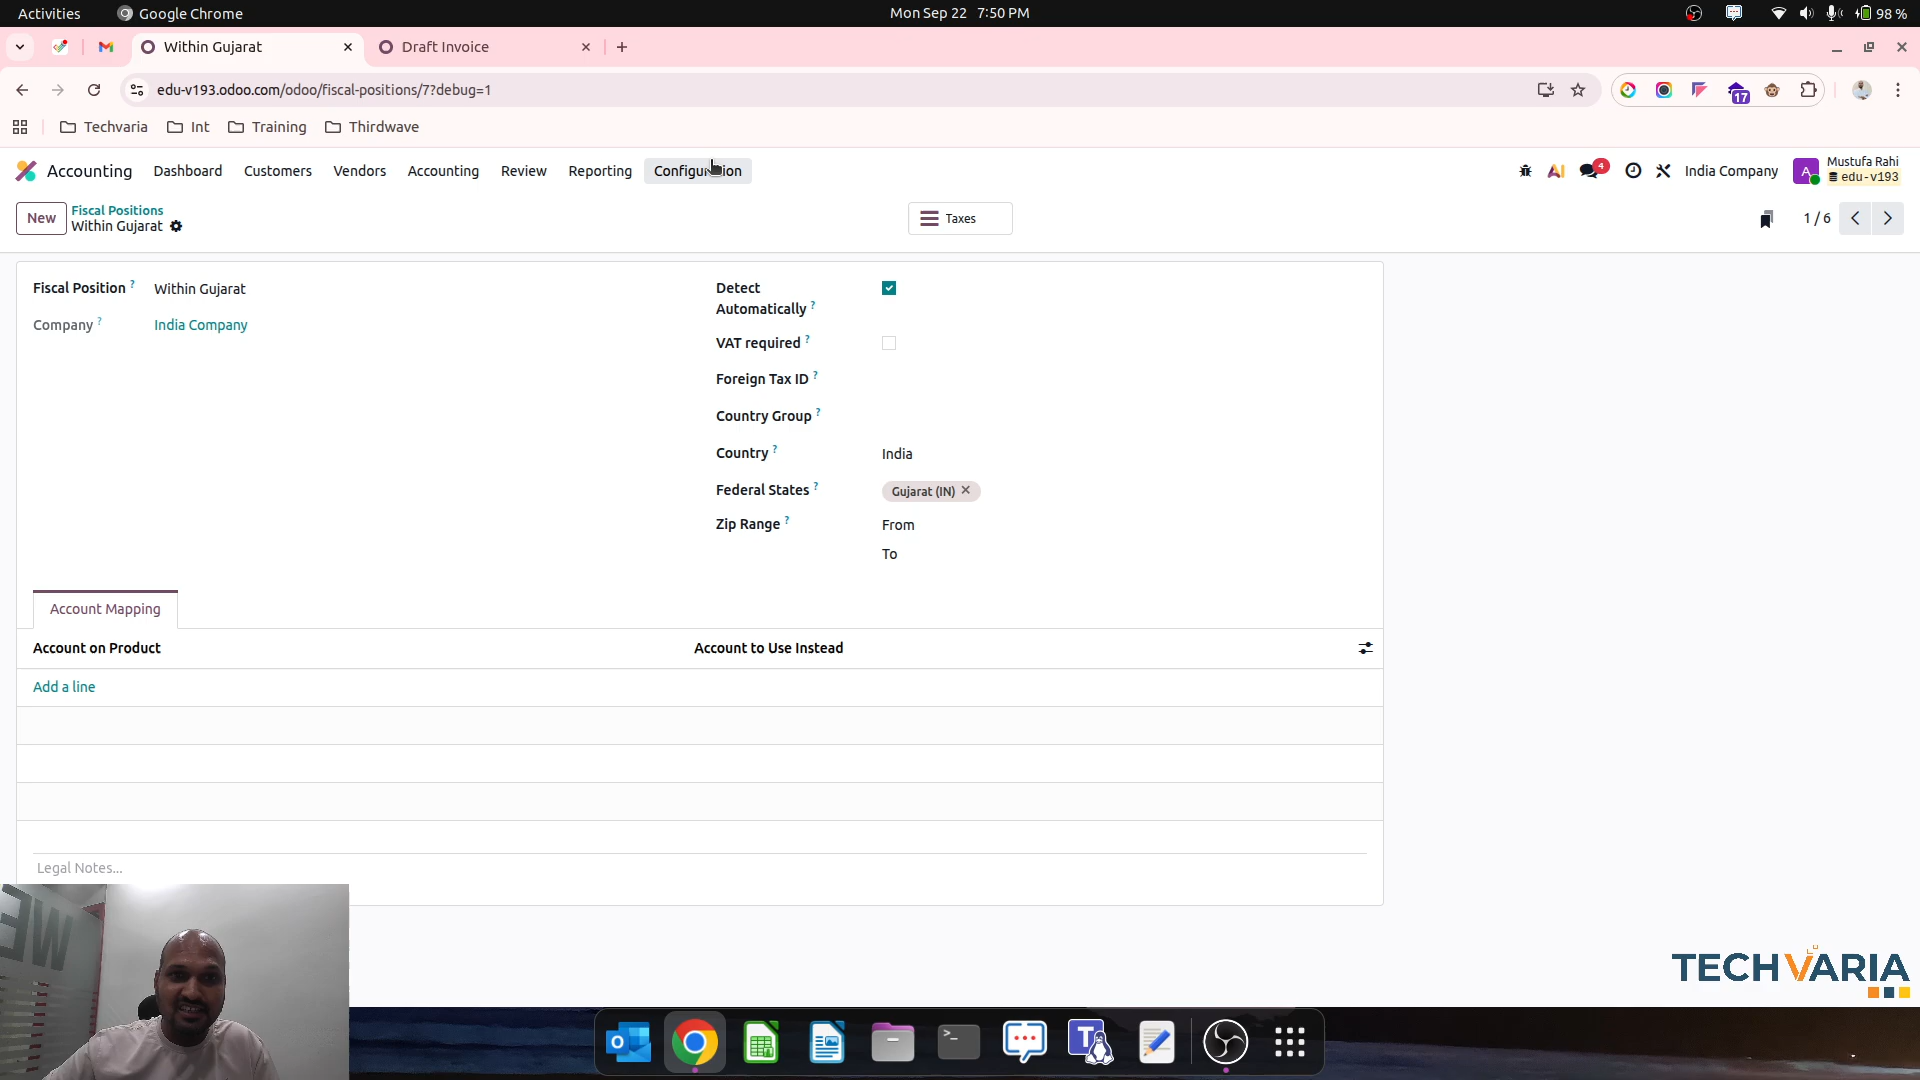 Activities
Google Chrome
Mon Sep 22 7:50 PM
98 %
Within Gujarat
Draft Invoice
edu-v193.odoo.com/odoo/fiscal-positions/7?debug=1
17
Techvaria
Int
Training
Thirdwave
Accounting
Dashboard
Customers
Vendors
Accounting
Review
Reporting
Configuration
AI
4
India Company
A
Mustufa Rahi
edu-v193
New
Fiscal Positions
Within Gujarat
Taxes
1 / 6
Fiscal Position ?
Within Gujarat
Company ?
India Company
Detect
Automatically ?
VAT required ?
Foreign Tax ID ?
Country Group ?
Country ?
India
Federal States ?
Gujarat (IN)
Zip Range ?
From
To
Account Mapping
Account on Product
Account to Use Instead
Add a line
Legal Notes...
WE
TECHVARIA